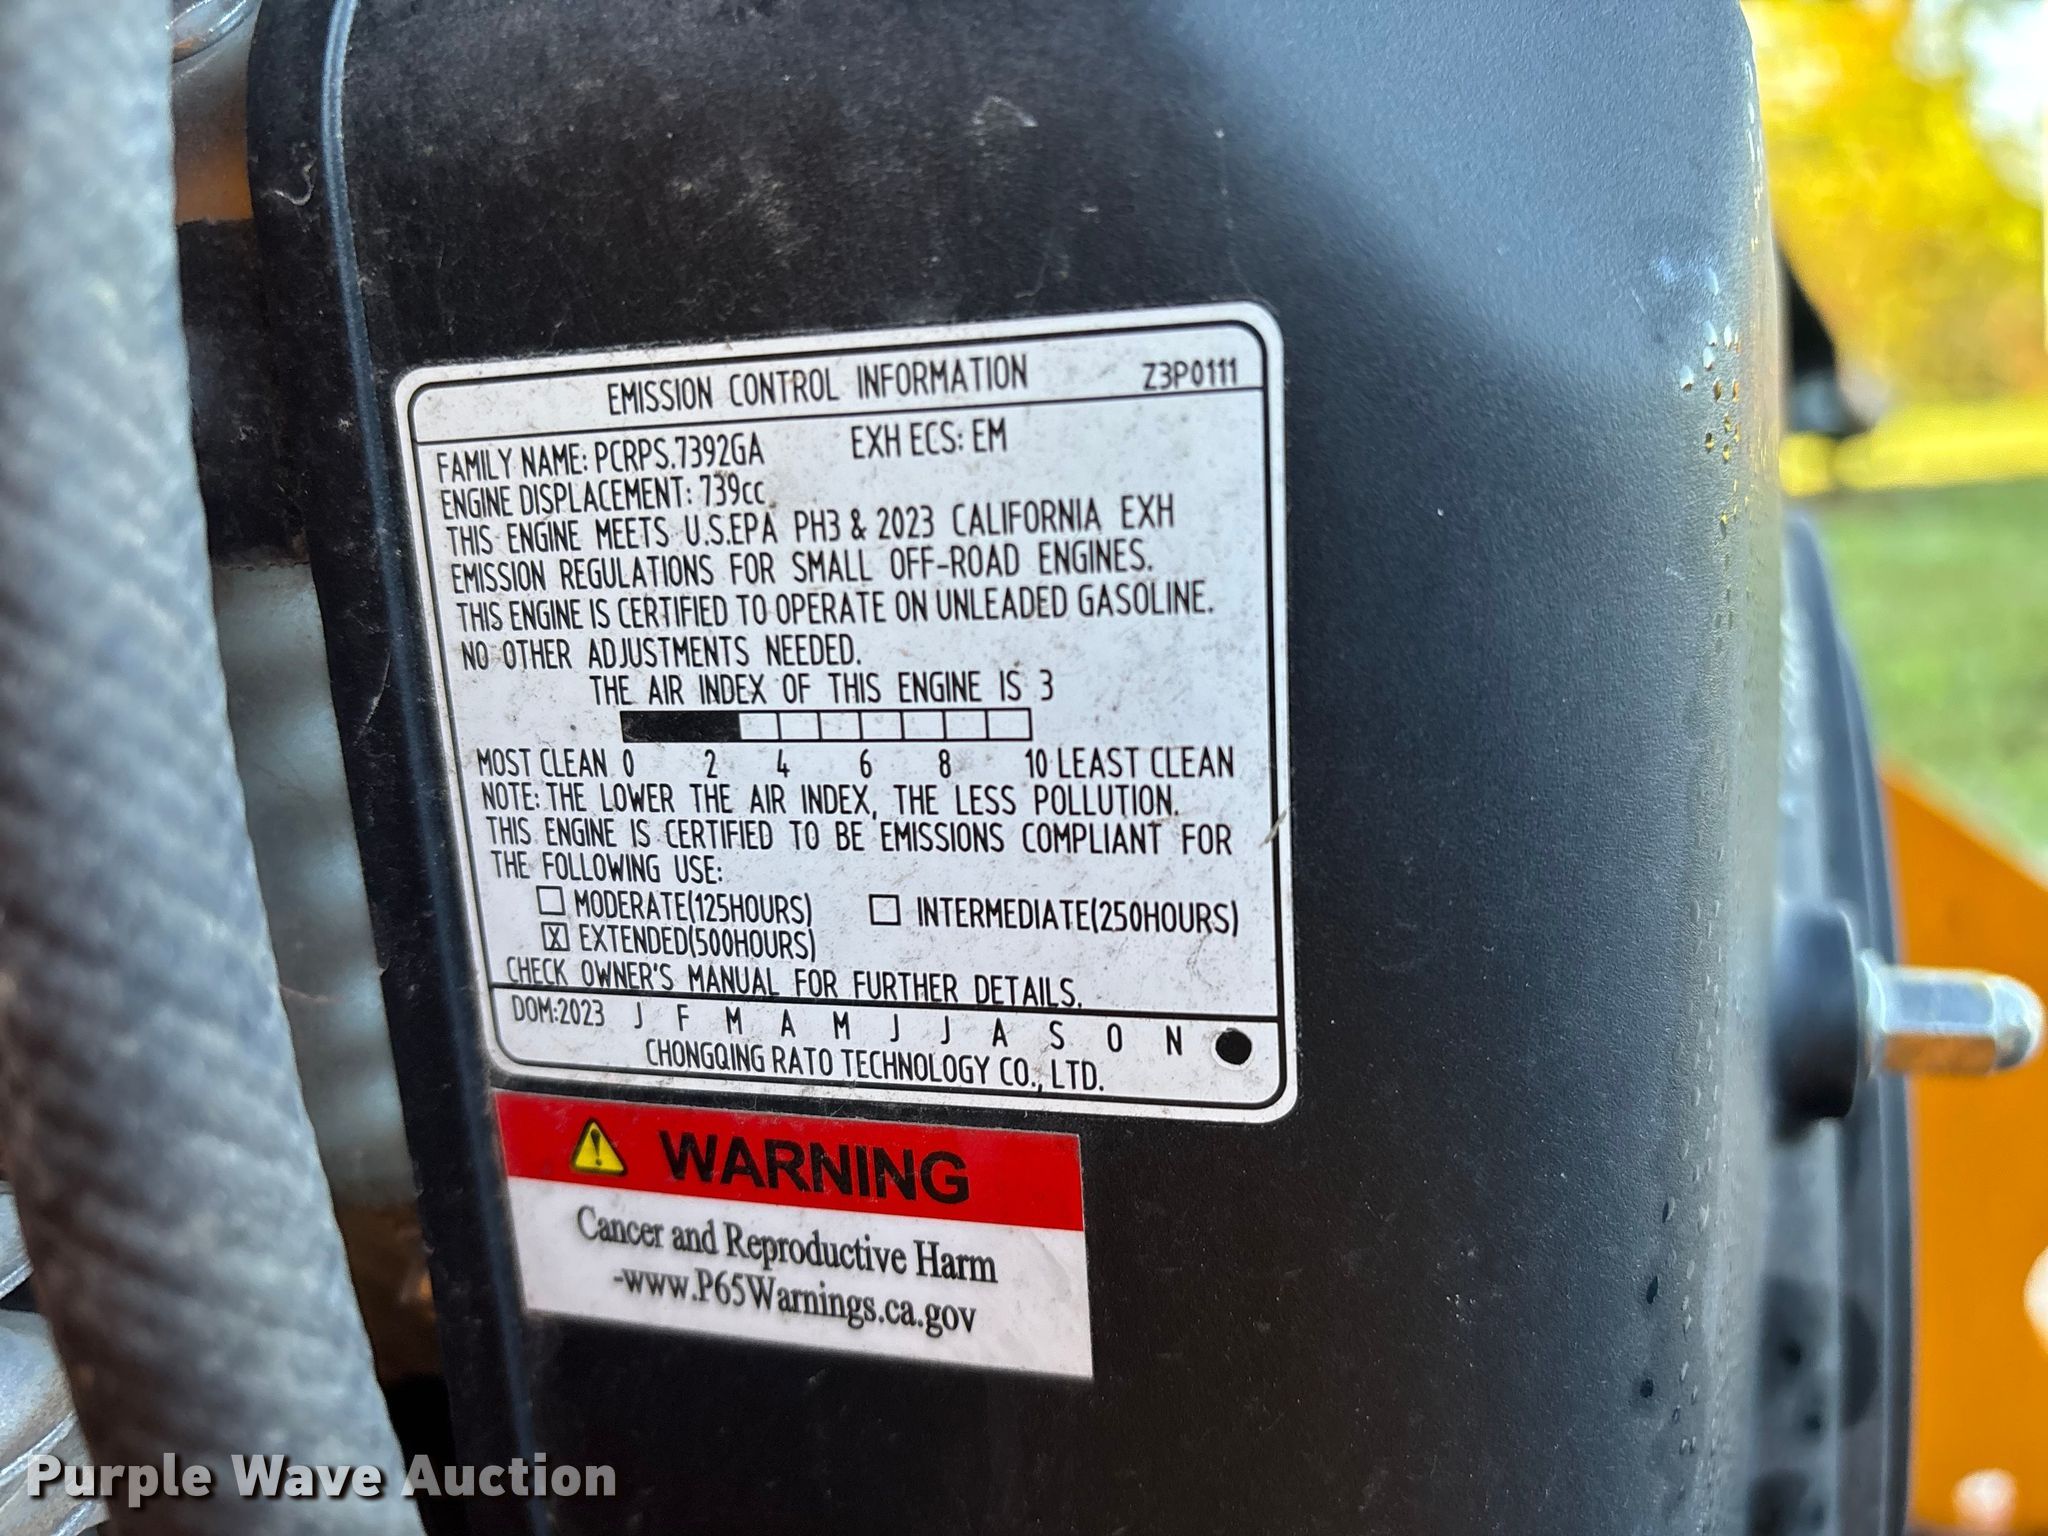 EMISSION CONTROL INFORMATION Z3P0111
FAMILY NAME: PCRPS.7392GA EXH ECS: EM
ENGINE DISPLACEMENT: 739cc
THIS ENGINE MEETS U.S.EPA PH3 & 2023 CALIFORNIA EXH
EMISSION REGULATIONS FOR SMALL OFF-ROAD ENGINES.
THIS ENGINE IS CERTIFIED TO OPERATE ON UNLEADED GASOLINE.
NO OTHER ADJUSTMENTS NEEDED.
THE AIR INDEX OF THIS ENGINE IS 3
MOST CLEAN 0 2 4 6 8 10 LEAST CLEAN
NOTE: THE LOWER THE AIR INDEX, THE LESS POLLUTION.
THIS ENGINE IS CERTIFIED TO BE EMISSIONS COMPLIANT FOR
THE FOLLOWING USE:
MODERATE(125HOURS) INTERMEDIATE(250HOURS)
X EXTENDED(500HOURS)
CHECK OWNER'S MANUAL FOR FURTHER DETAILS.
DOM:2023 J F M A M J J A S O N
CHONGQING RATO TECHNOLOGY CO., LTD.
WARNING
Cancer and Reproductive Harm
-www.P65Warnings.ca.gov
Purple Wave Auction